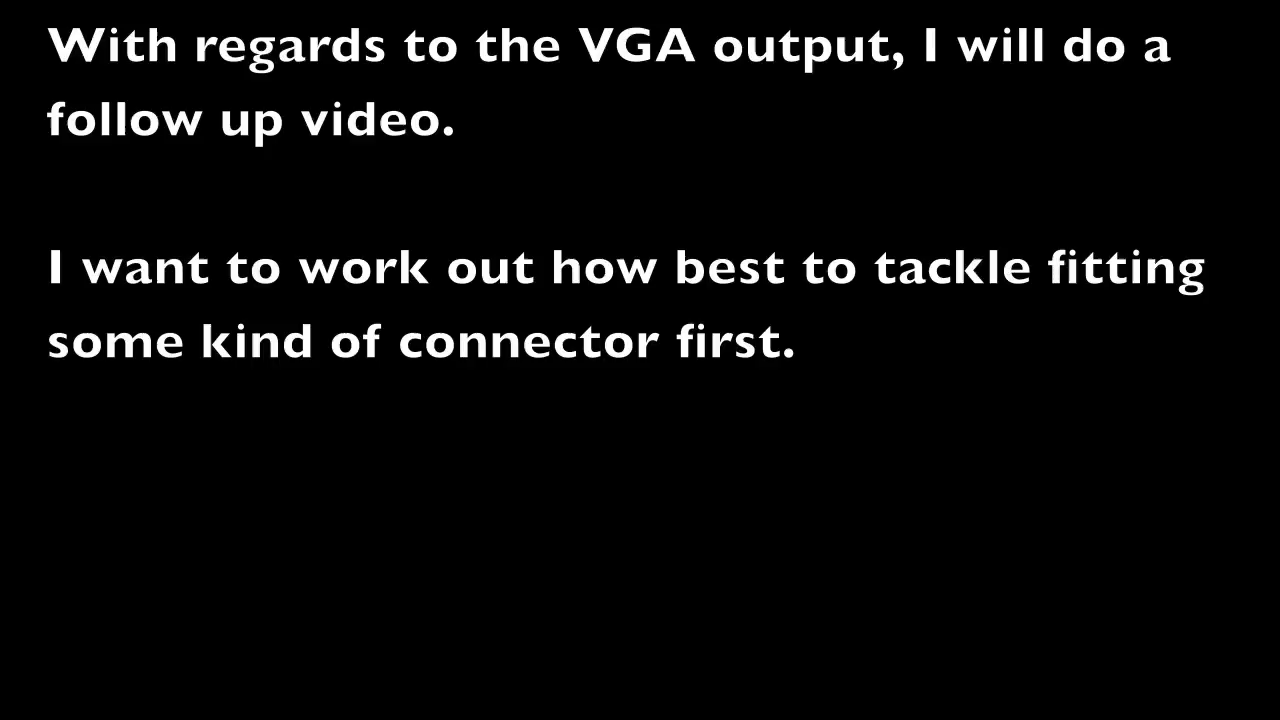 With regards to the VGA output, I will do a
follow up video.
I want to work out how best to tackle fitting
some kind of connector first.